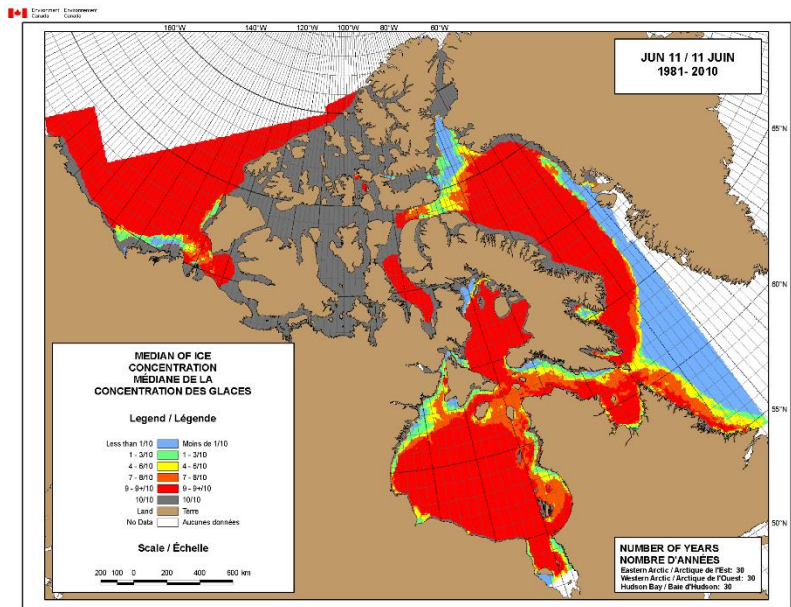 Environment Environnement
Canada Canada
160°W 140°W 120°W 110°W 100°W 90°W 80°W 60°W
JUN 11 / 11 JUIN
1981- 2010
65°N
60°N
55°N
50°N
MEDIAN OF ICE
CONCENTRATION
MÉDIANE DE LA
CONCENTRATION DES GLACES
Legend / Légende
Less than 1/10 Moins de 1/10
1 - 3/10 1 - 3/10
4 - 6/10 4 - 6/10
7 - 8/10 7 - 8/10
9 - 9+/10 9 - 9+/10
10/10 10/10
Land Terre
No Data Aucunes données
Scale / Échelle
200 100 0 200 400 600 km
NUMBER OF YEARS
NOMBRE D'ANNÉES
Eastern Arctic / Arctique de l'Est: 30
Western Arctic / Arctique de l'Ouest: 30
Hudson Bay / Baie d'Hudson: 30